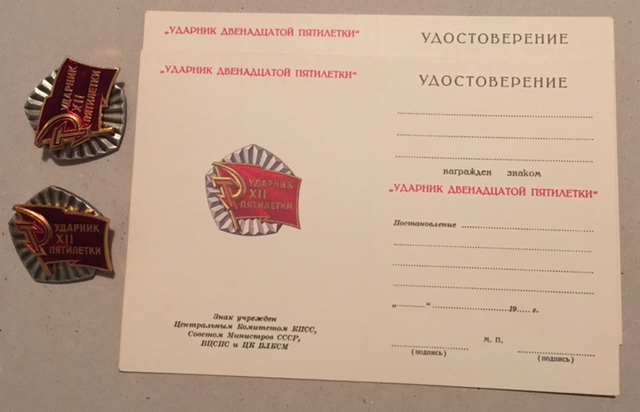 УДАРНИК
XII
ПЯТИЛЕТКИ
УДАРНИК
XII
ПЯТИЛЕТКИ
„УДАРНИК ДВЕНАДЦАТОЙ ПЯТИЛЕТКИ“
УДОСТОВЕРЕНИЕ
„УДАРНИК ДВЕНАДЦАТОЙ ПЯТИЛЕТКИ“
УДАРНИК
XII
ПЯТИЛЕТКИ
Знак учрежден
Центральным Комитетом КПСС,
Советом Министров СССР,
ВЦСПС и ЦК ВЛКСМ
УДОСТОВЕРЕНИЕ
награжден знаком
„УДАРНИК ДВЕНАДЦАТОЙ ПЯТИЛЕТКИ“
Постановление
„ “ 19 г.
М. П.
(подпись) (подпись)